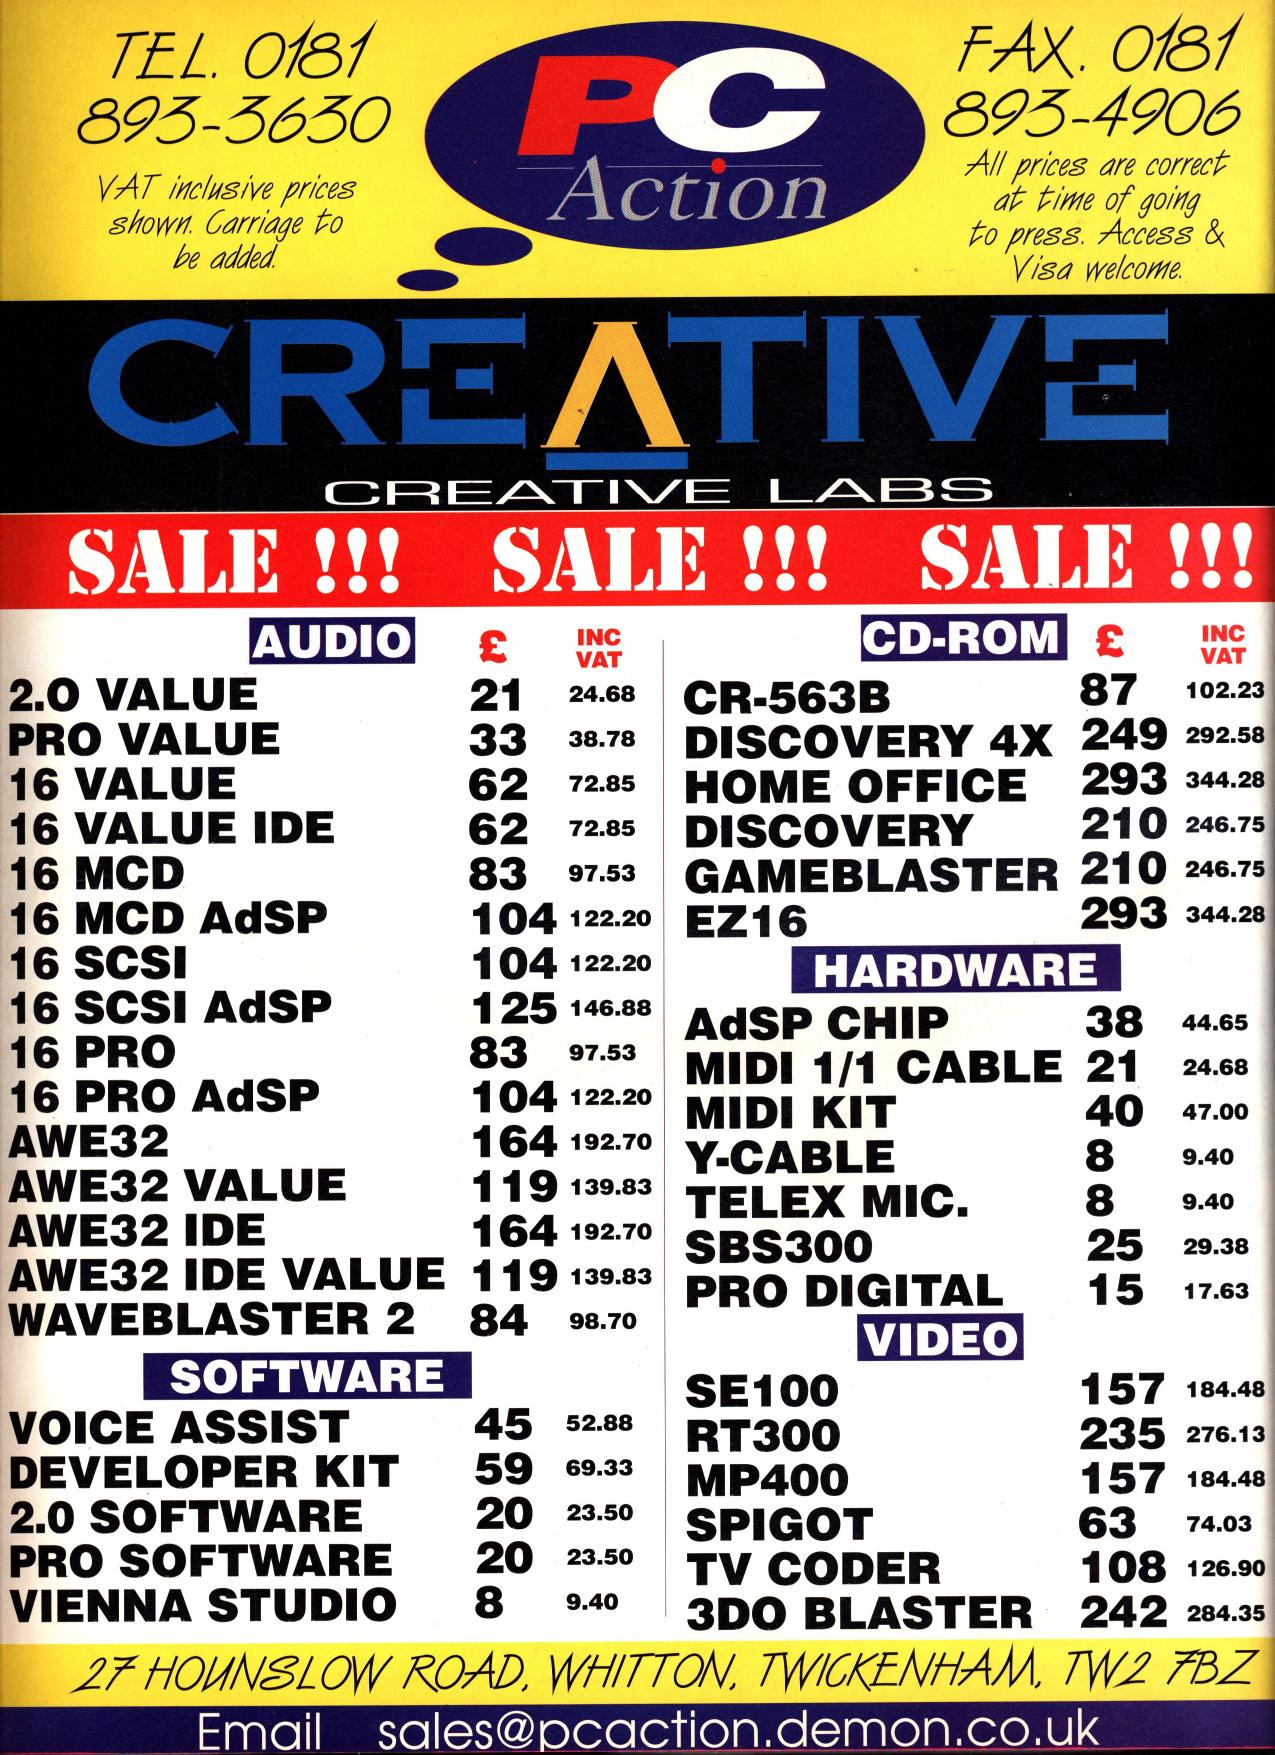 TEL. 0181
893-3630
VAT inclusive prices
shown. Carriage to
be added.
PC
Action
FAX. 0181
893-4906
All prices are correct
at time of going
to press. Access &
Visa welcome.
CREATIVE
CREATIVE LABS
SALE !!! SALE !!! SALE !!!
AUDIO £ INC VAT
2.0 VALUE 21 24.68
PRO VALUE 33 38.78
16 VALUE 62 72.85
16 VALUE IDE 62 72.85
16 MCD 83 97.53
16 MCD AdSP 104 122.20
16 SCSI 104 122.20
16 SCSI AdSP 125 146.88
16 PRO 83 97.53
16 PRO AdSP 104 122.20
AWE32 164 192.70
AWE32 VALUE 119 139.83
AWE32 IDE 164 192.70
AWE32 IDE VALUE 119 139.83
WAVEBLASTER 2 84 98.70
SOFTWARE
VOICE ASSIST 45 52.88
DEVELOPER KIT 59 69.33
2.0 SOFTWARE 20 23.50
PRO SOFTWARE 20 23.50
VIENNA STUDIO 8 9.40
CD-ROM £ INC VAT
CR-563B 87 102.23
DISCOVERY 4X 249 292.58
HOME OFFICE 293 344.28
DISCOVERY 210 246.75
GAMEBLASTER 210 246.75
EZ16 293 344.28
HARDWARE
AdSP CHIP 38 44.65
MIDI 1/1 CABLE 21 24.68
MIDI KIT 40 47.00
Y-CABLE 8 9.40
TELEX MIC. 8 9.40
SBS300 25 29.38
PRO DIGITAL 15 17.63
VIDEO
SE100 157 184.48
RT300 235 276.13
MP400 157 184.48
SPIGOT 63 74.03
TV CODER 108 126.90
3DO BLASTER 242 284.35
27 HOUNSLOW ROAD, WHITTON, TWICKENHAM, TW2 7BZ
Email sales@pcaction.demon.co.uk